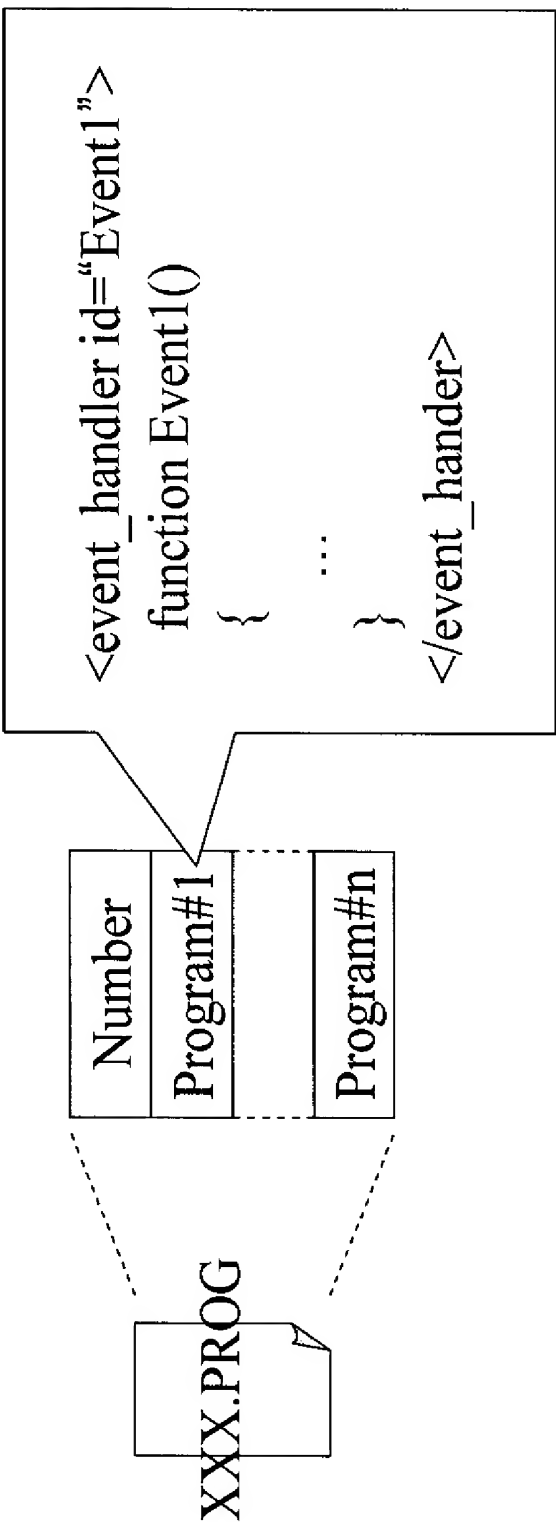 XXX.PROG
Number
Program#1
Program#n
<event_handler id=“Event1”>
function Event1()
{
...
}
</event_hander>